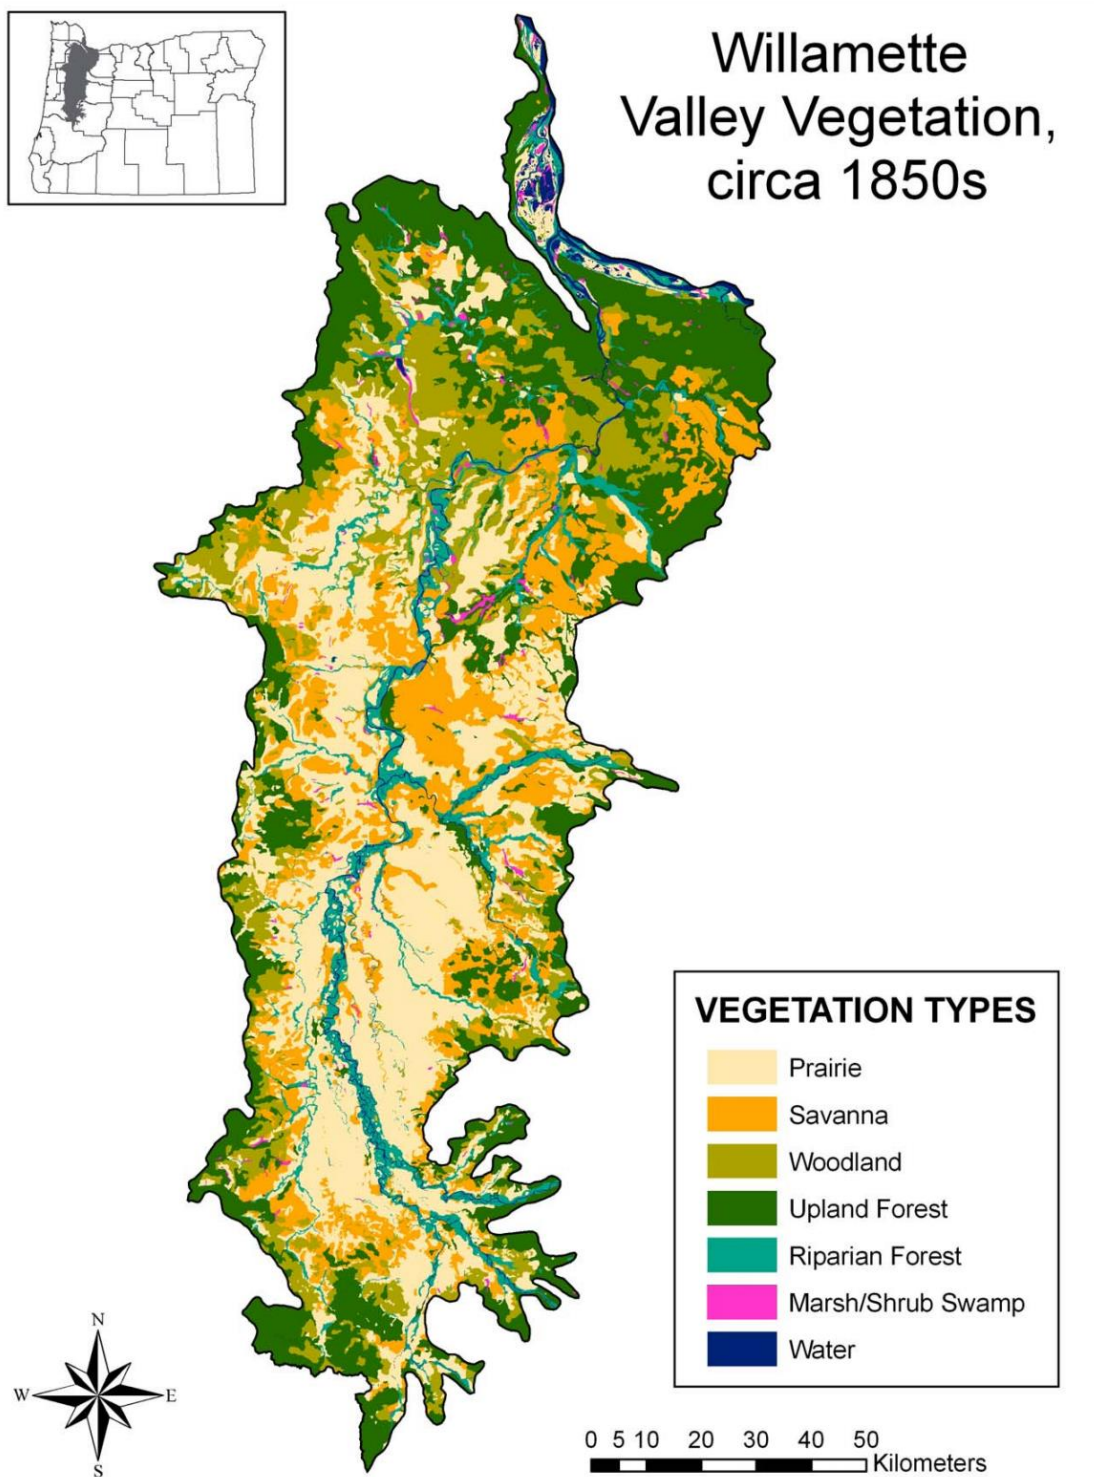 Willamette
Valley Vegetation,
circa 1850s
VEGETATION TYPES
Prairie
Savanna
Woodland
Upland Forest
Riparian Forest
Marsh/Shrub Swamp
Water
N
W E
S
0 5 10 20 30 40 50
Kilometers